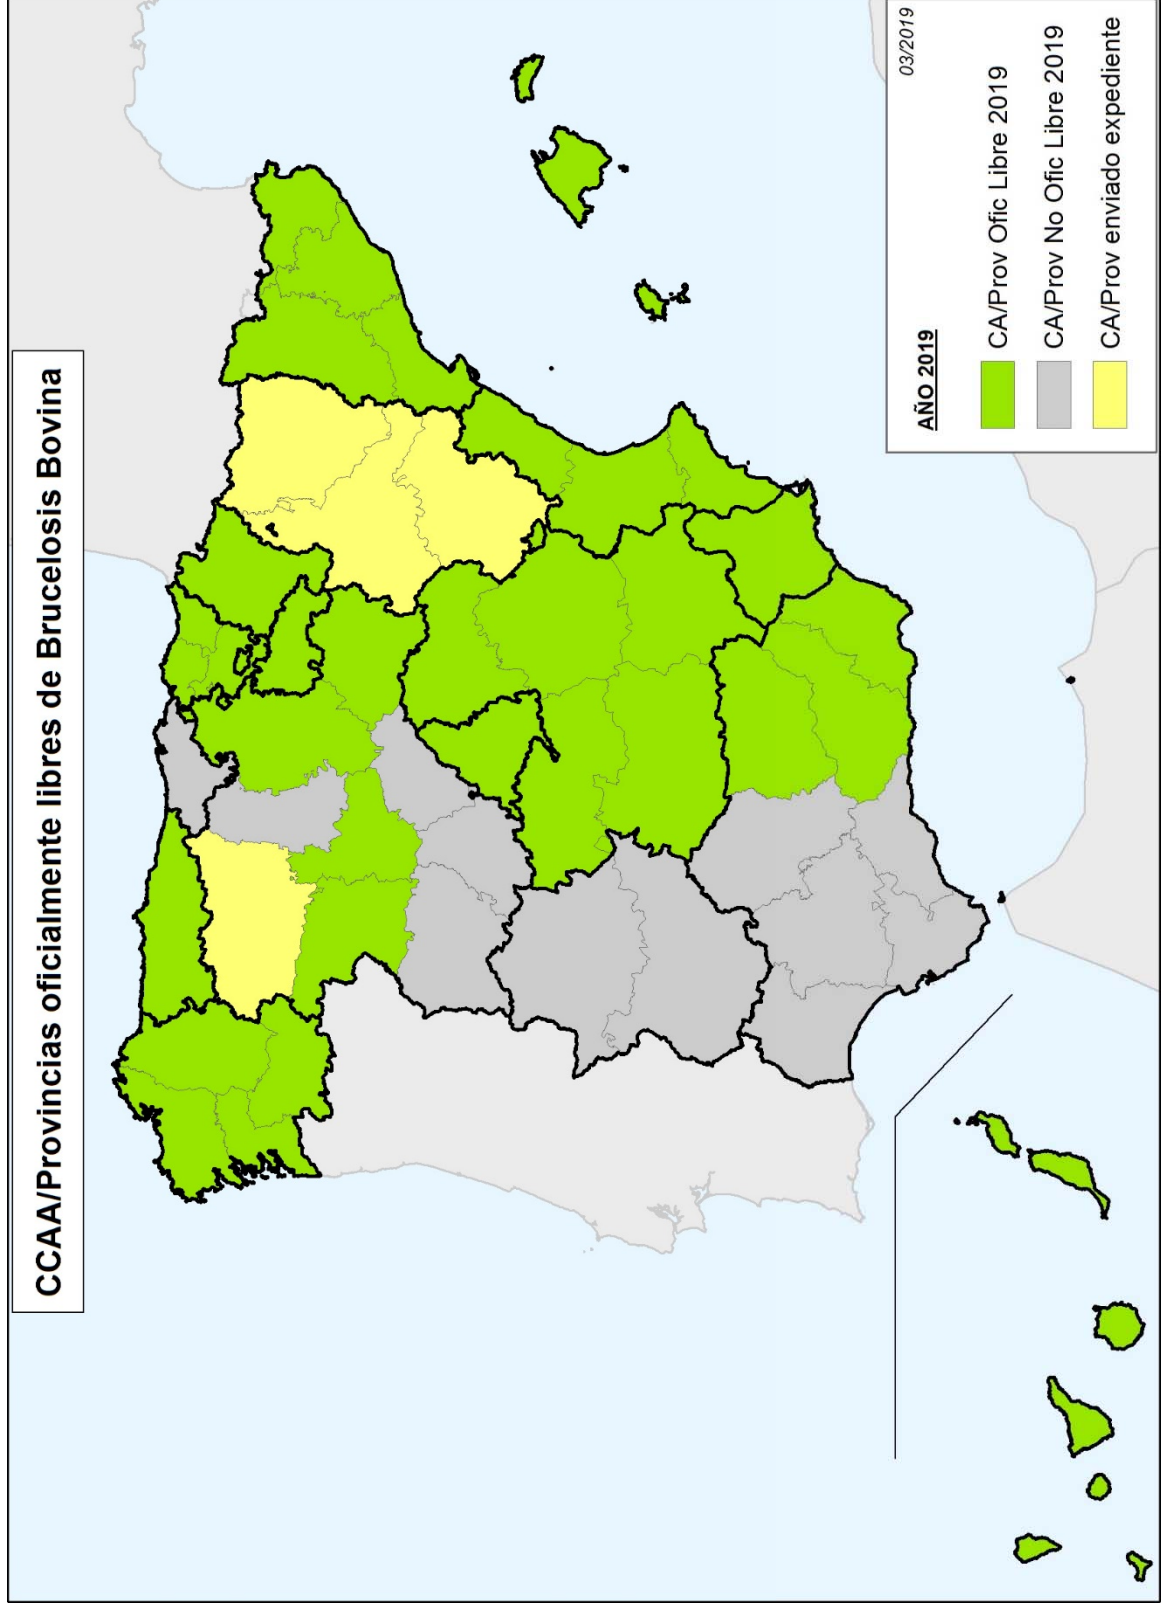 CCAA/Provincias oficialmente libres de Brucelosis Bovina
03/2019
AÑO 2019
CA/Prov Ofic Libre 2019
CA/Prov No Ofic Libre 2019
CA/Prov enviado expediente